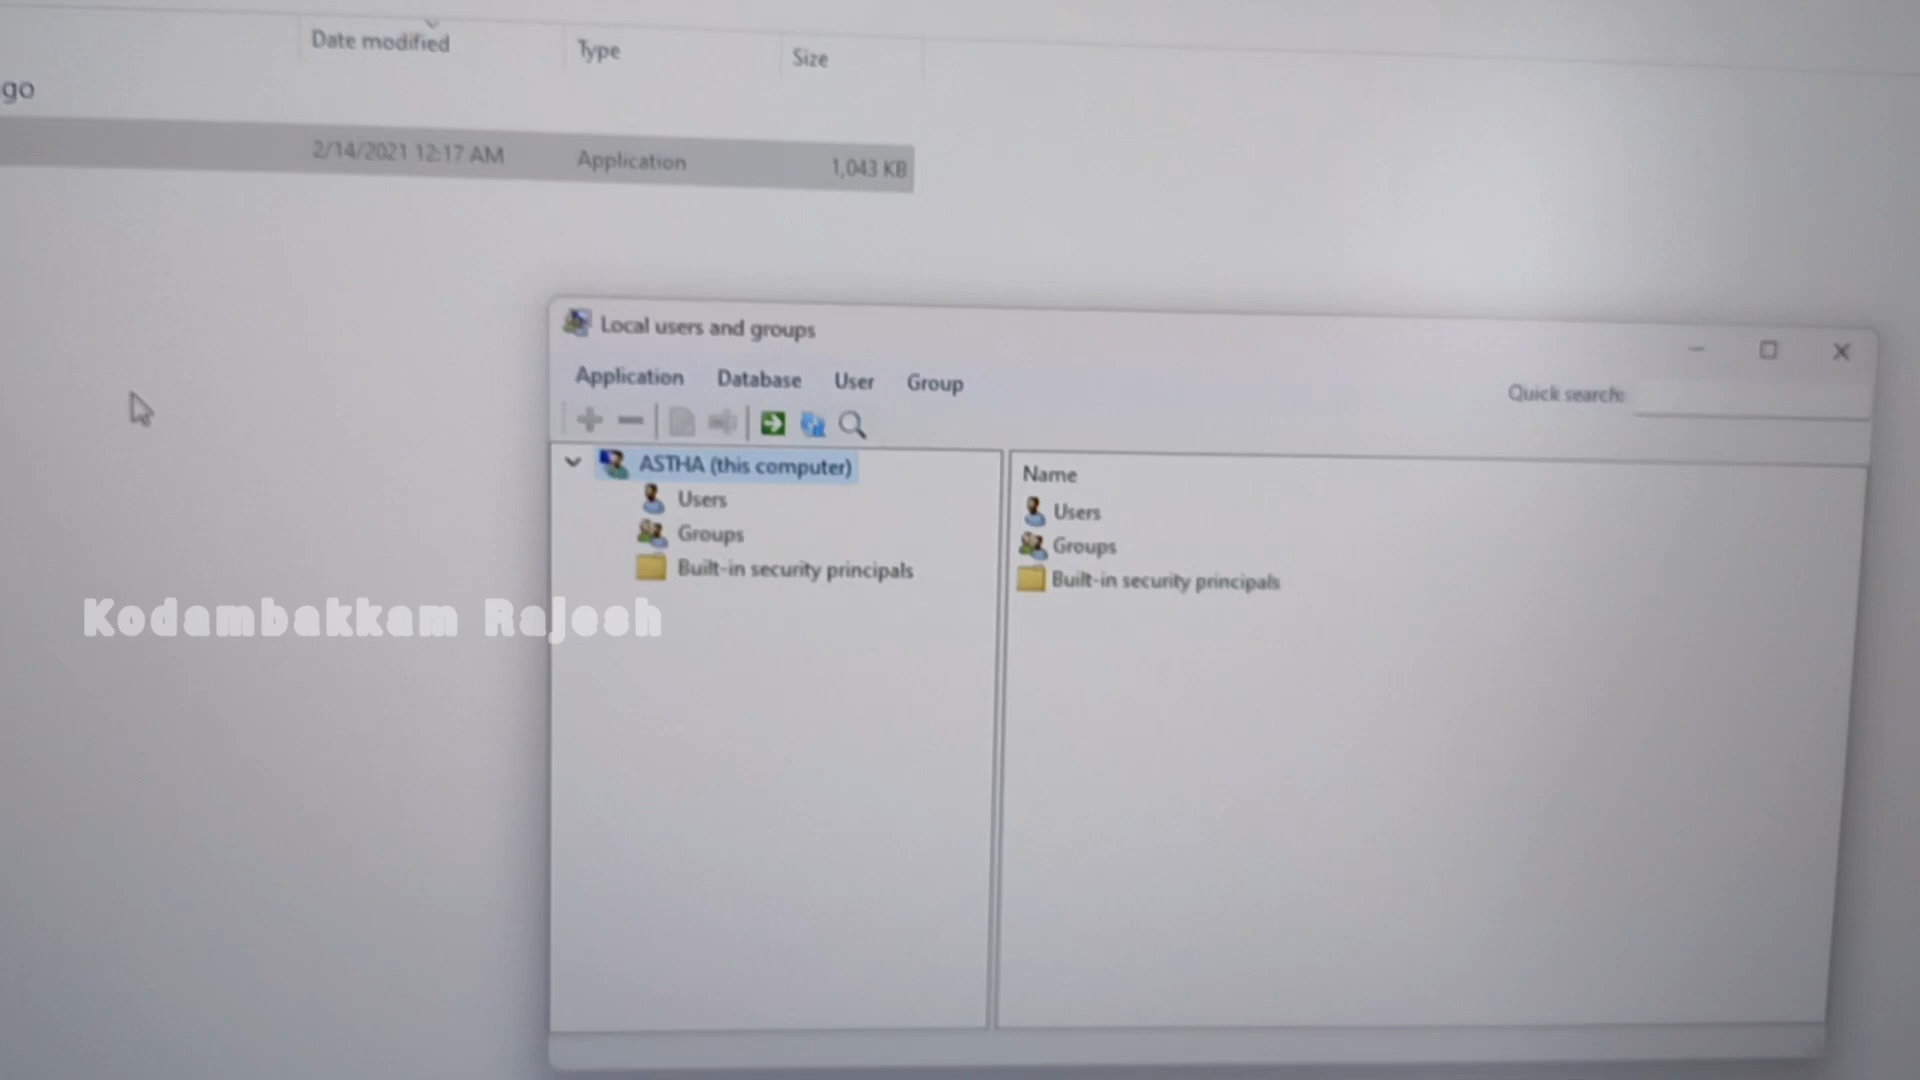 Date modified Type Size
go
2/14/2021 12:17 AM Application 1,043 KB
Local users and groups
Application Database User Group
Quick search:
ASTHA (this computer)
Users
Groups
Built-in security principals
Name
Users
Groups
Built-in security principals
Kodambakkam Rajesh